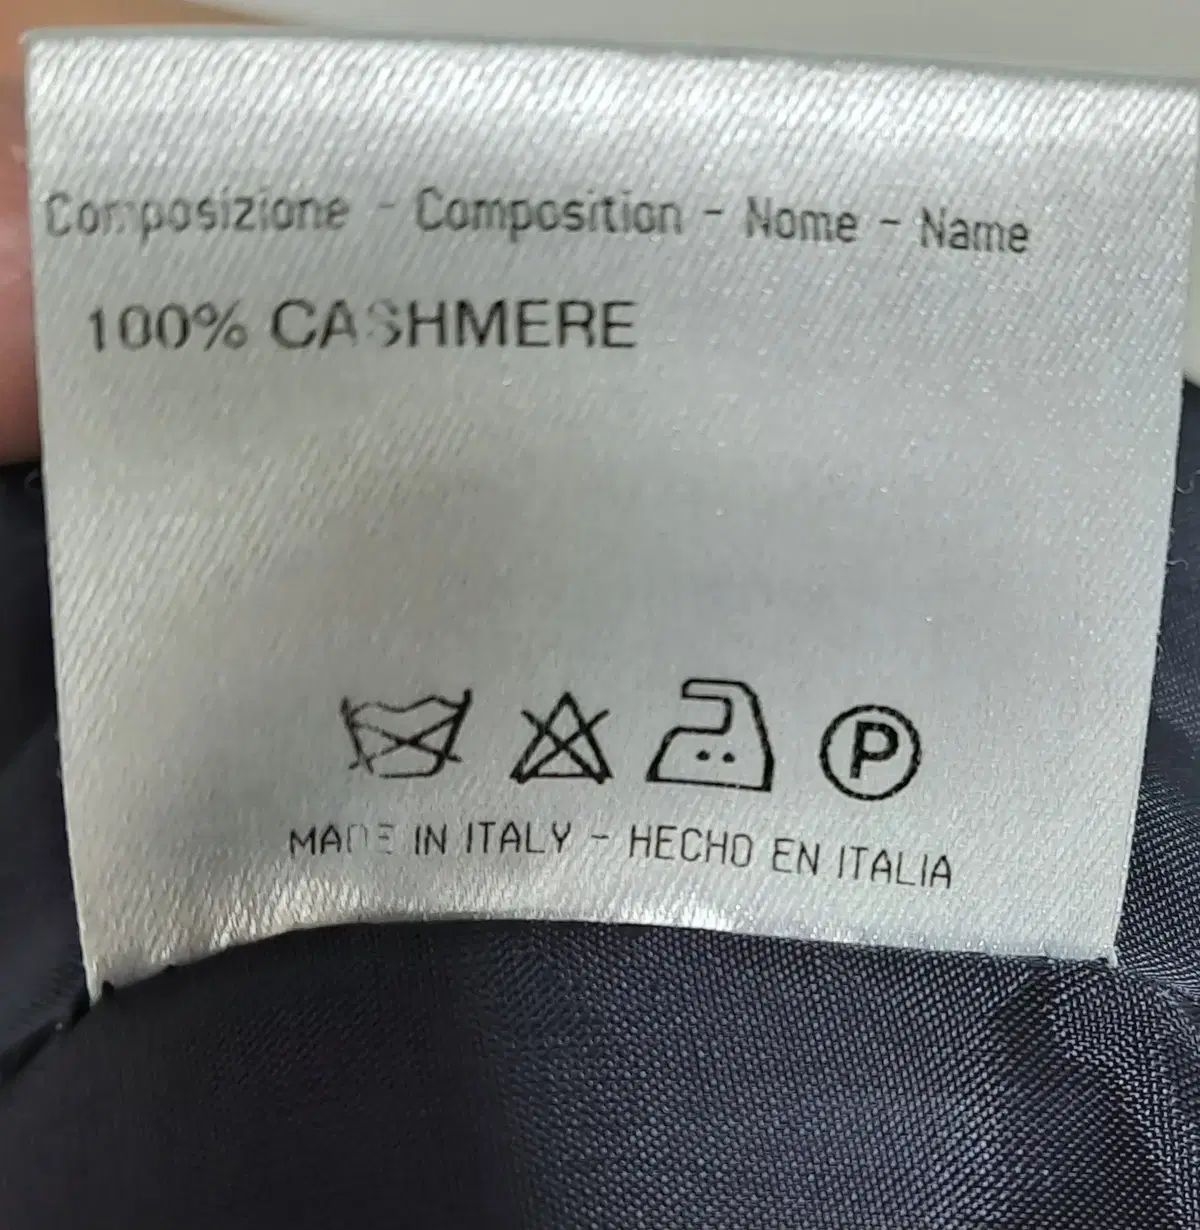 Composizione - Composition - Nome - Name
100% CASHMERE
P
MADE IN ITALY - HECHO EN ITALIA